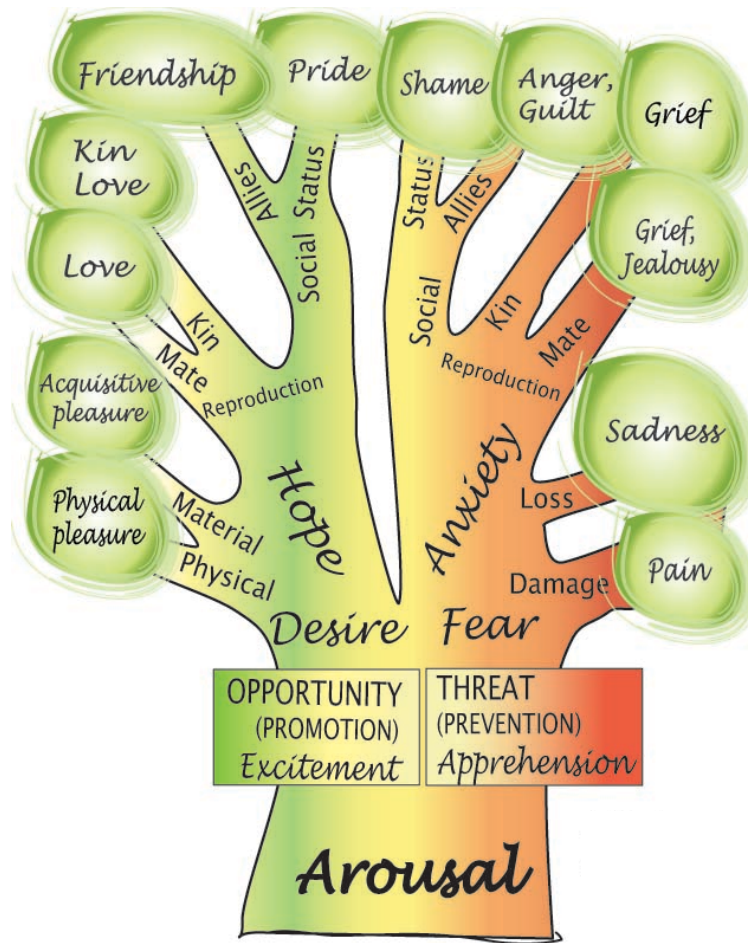 Friendship
Pride
Shame
Anger,
Guilt
Grief
Kin
Love
Love
Acquisitive
pleasure
Physical
pleasure
Grief,
Jealousy
Sadness
Pain
Allies
Social Status
Kin
Mate
Reproduction
Material
Physical
Hope
Desire
Status
Allies
Social
Kin
Mate
Reproduction
Anxiety
Loss
Damage
Fear
OPPORTUNITY
(PROMOTION)
Excitement
THREAT
(PREVENTION)
Apprehension
Arousal